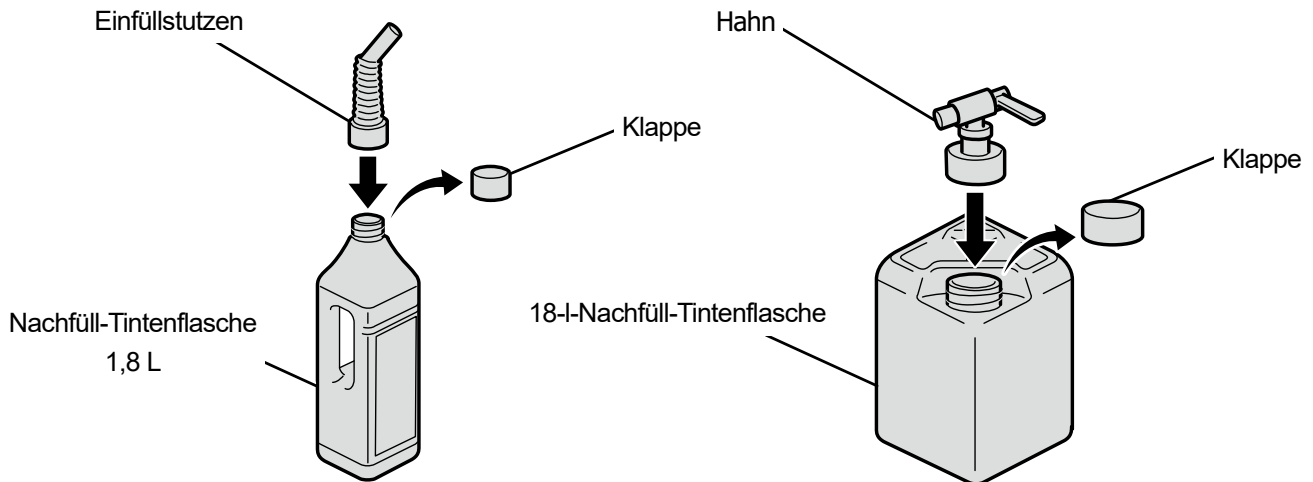 Einfüllstutzen
Klappe
Nachfüll-Tintenflasche
1,8 L
Hahn
Klappe
18-l-Nachfüll-Tintenflasche